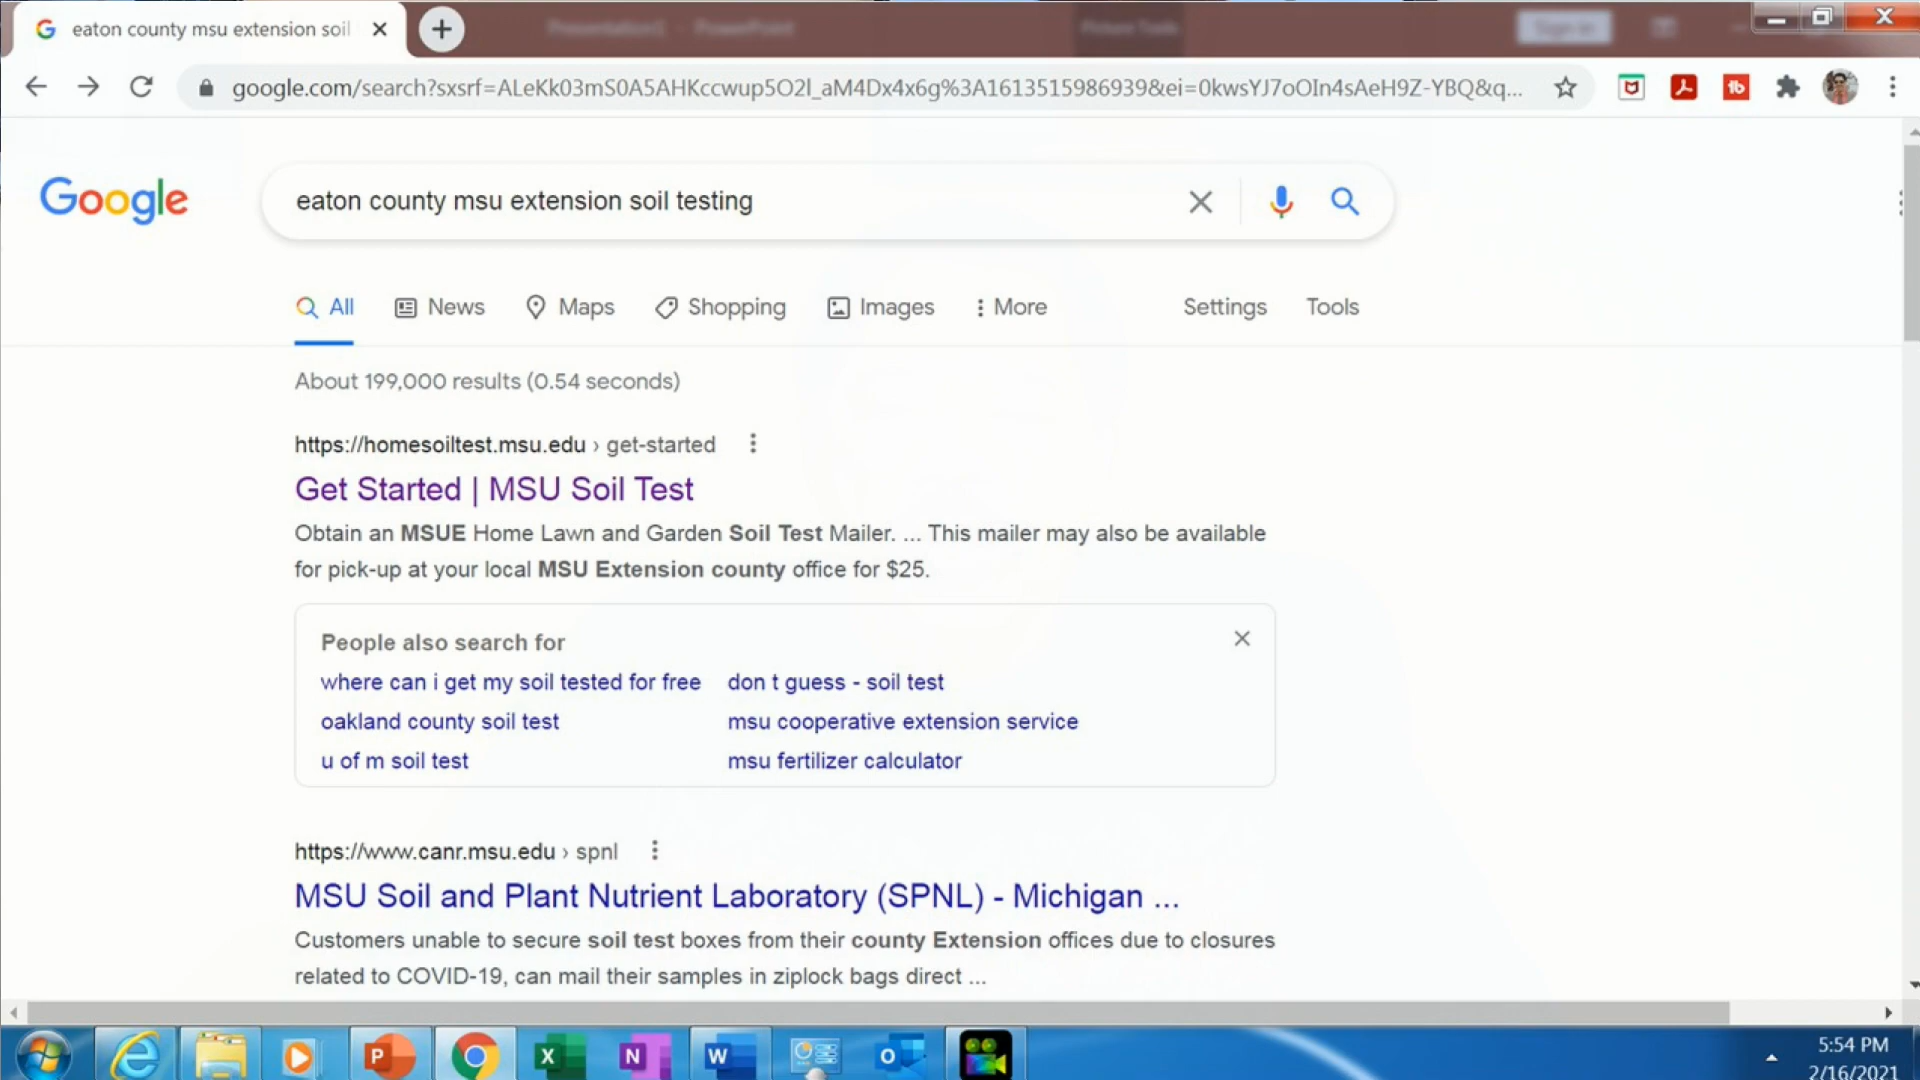 eaton county msu extension soil
Presentation1 - PowerPoint
Picture Tools
Sign in
google.com/search?sxsrf=ALeKk03mS0A5AHKccwup5O2l_aM4Dx4x6g%3A1613515986939&ei=0kwsYJ7oOIn4sAeH9Z-YBQ&q...
Google
eaton county msu extension soil testing
All News Maps Shopping Images More Settings Tools
About 199,000 results (0.54 seconds)
https://homesoiltest.msu.edu › get-started
Get Started | MSU Soil Test
Obtain an MSUE Home Lawn and Garden Soil Test Mailer. ... This mailer may also be available
for pick-up at your local MSU Extension county office for $25.
People also search for
where can i get my soil tested for free don t guess - soil test
oakland county soil test msu cooperative extension service
u of m soil test msu fertilizer calculator
https://www.canr.msu.edu › spnl
MSU Soil and Plant Nutrient Laboratory (SPNL) - Michigan ...
Customers unable to secure soil test boxes from their county Extension offices due to closures
related to COVID-19, can mail their samples in ziplock bags direct ...
5:54 PM
2/16/2021